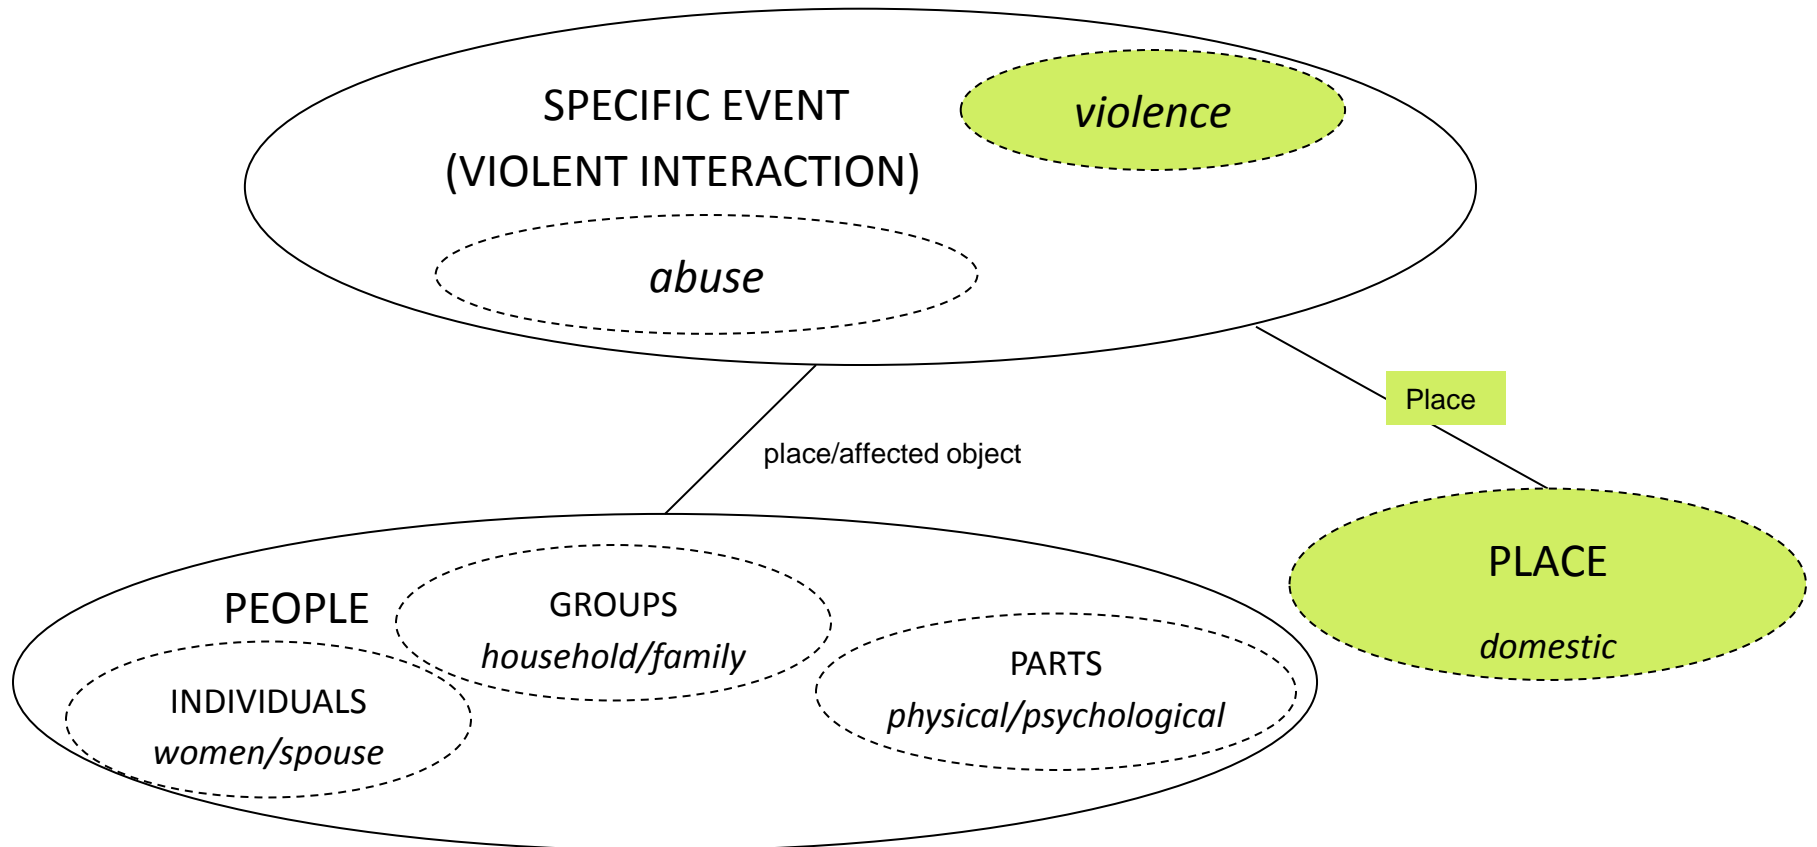 SPECIFIC EVENT
(VIOLENT INTERACTION)
violence
abuse
Place
place/affected object
PEOPLE
GROUPS
household/family
INDIVIDUALS
women/spouse
PARTS
physical/psychological
PLACE
domestic